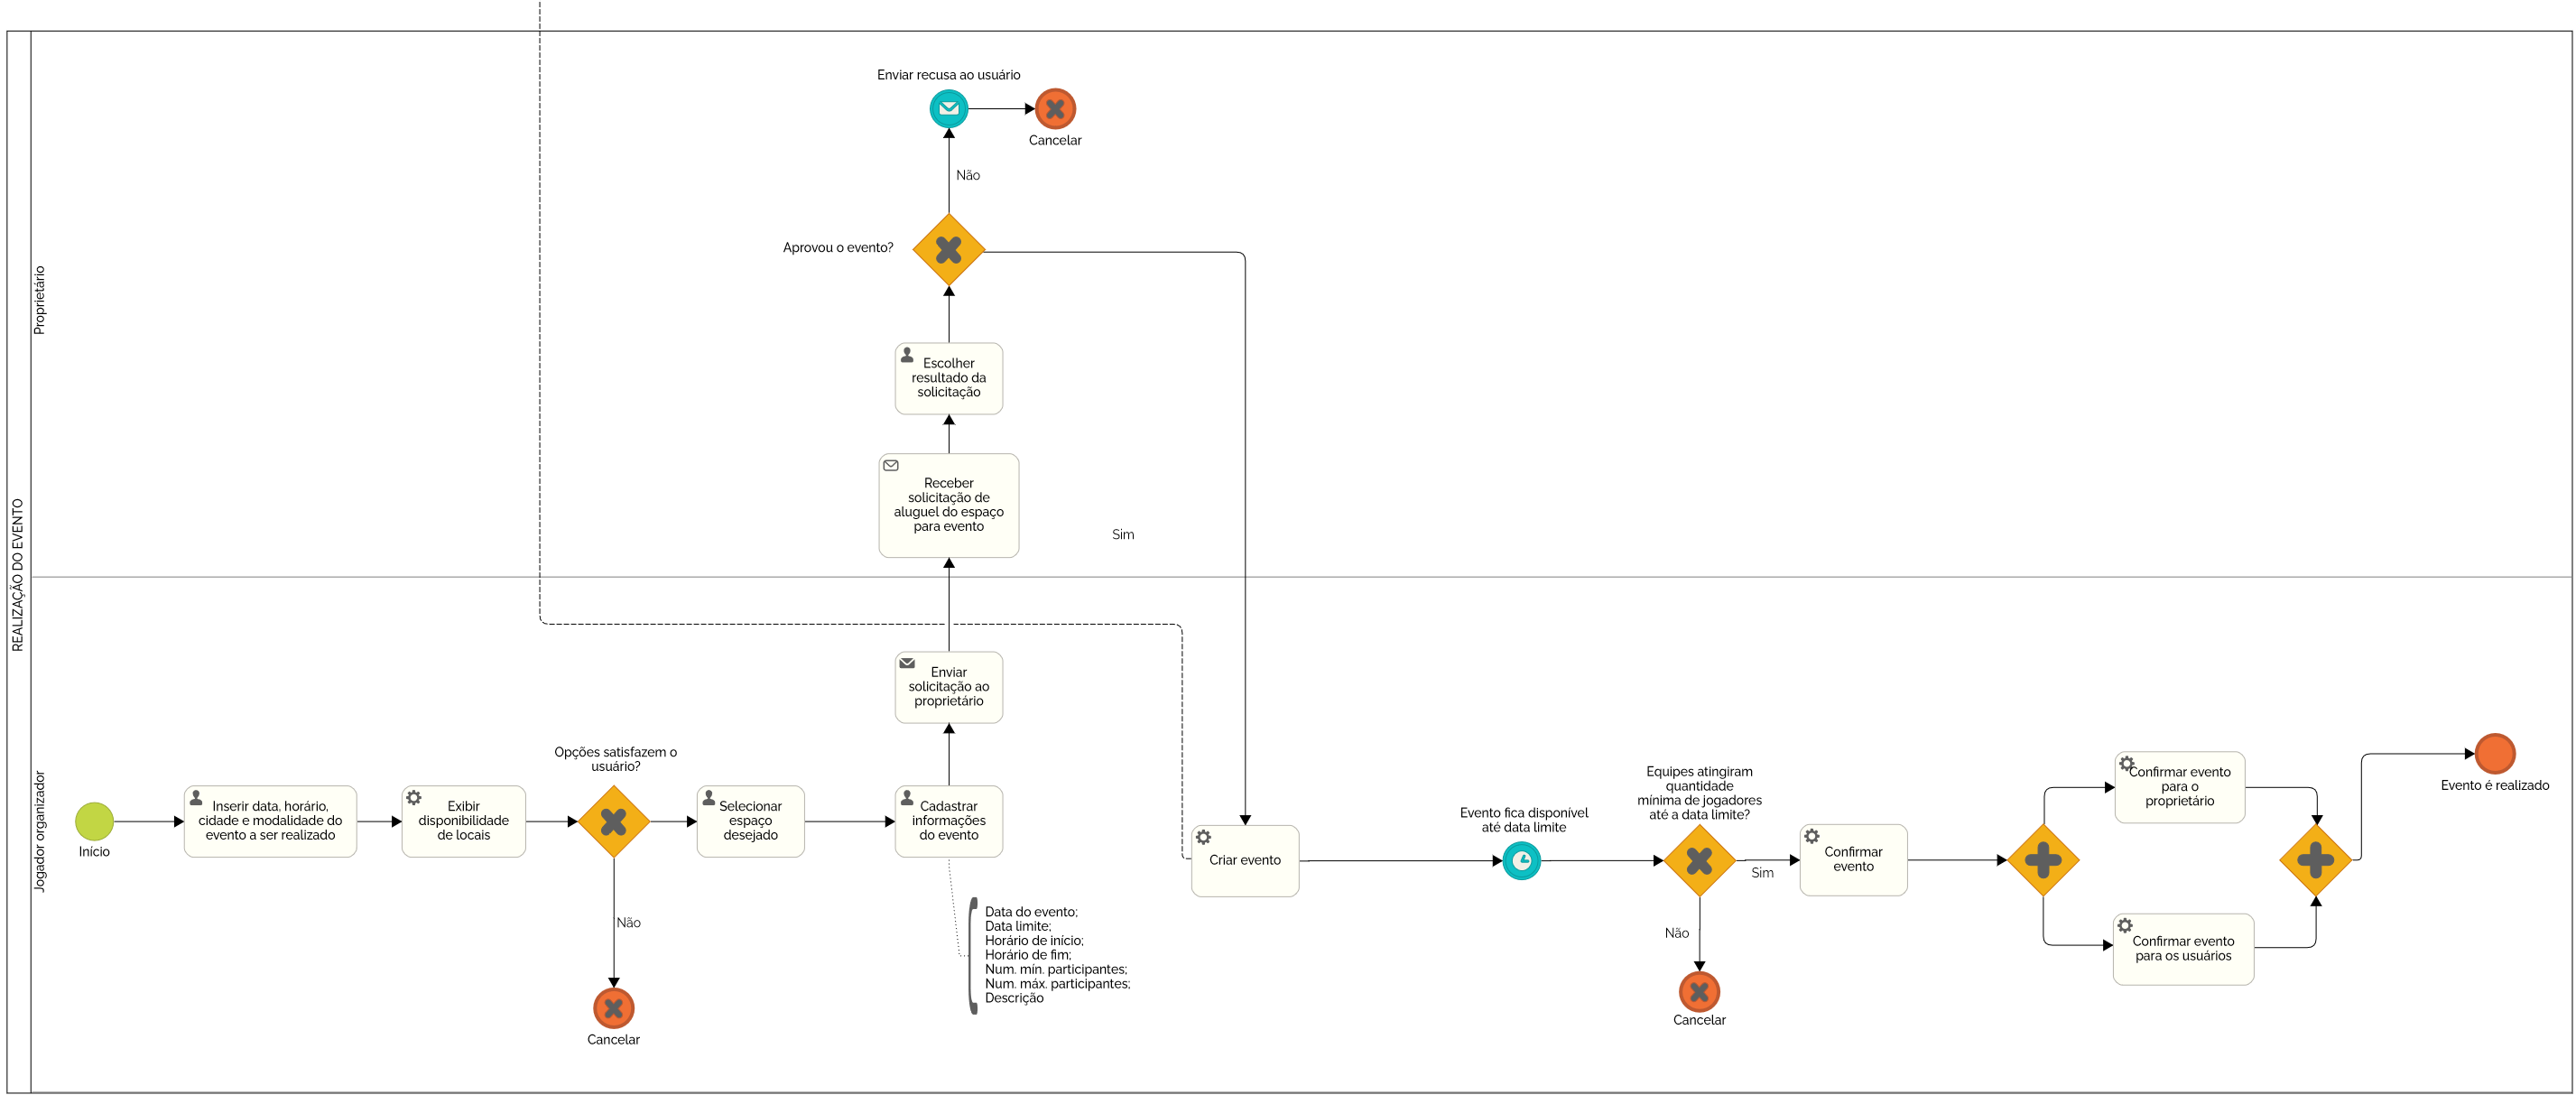 REALIZAÇÃO DO EVENTO
Proprietário
Enviar recusa ao usuário
Cancelar
Não
Aprovou o evento?
Escolher
resultado da
solicitação
Receber
solicitação de
aluguel do espaço
para evento
Sim
Jogador organizador
Início
Inserir data, horário,
cidade e modalidade do
evento a ser realizado
Exibir
disponibilidade
de locais
Opções satisfazem o
usuário?
Não
Cancelar
Selecionar
espaço
desejado
Cadastrar
informações
do evento
Enviar
solicitação ao
proprietário
Data do evento;
Data limite;
Horário de início;
Horário de fim;
Num. mín. participantes;
Num. máx. participantes;
Descrição
Criar evento
Evento fica disponível
até data limite
Equipes atingiram
quantidade
mínima de jogadores
até a data limite?
Sim
Não
Cancelar
Confirmar
evento
Confirmar evento
para o
proprietário
Confirmar evento
para os usuários
Evento é realizado